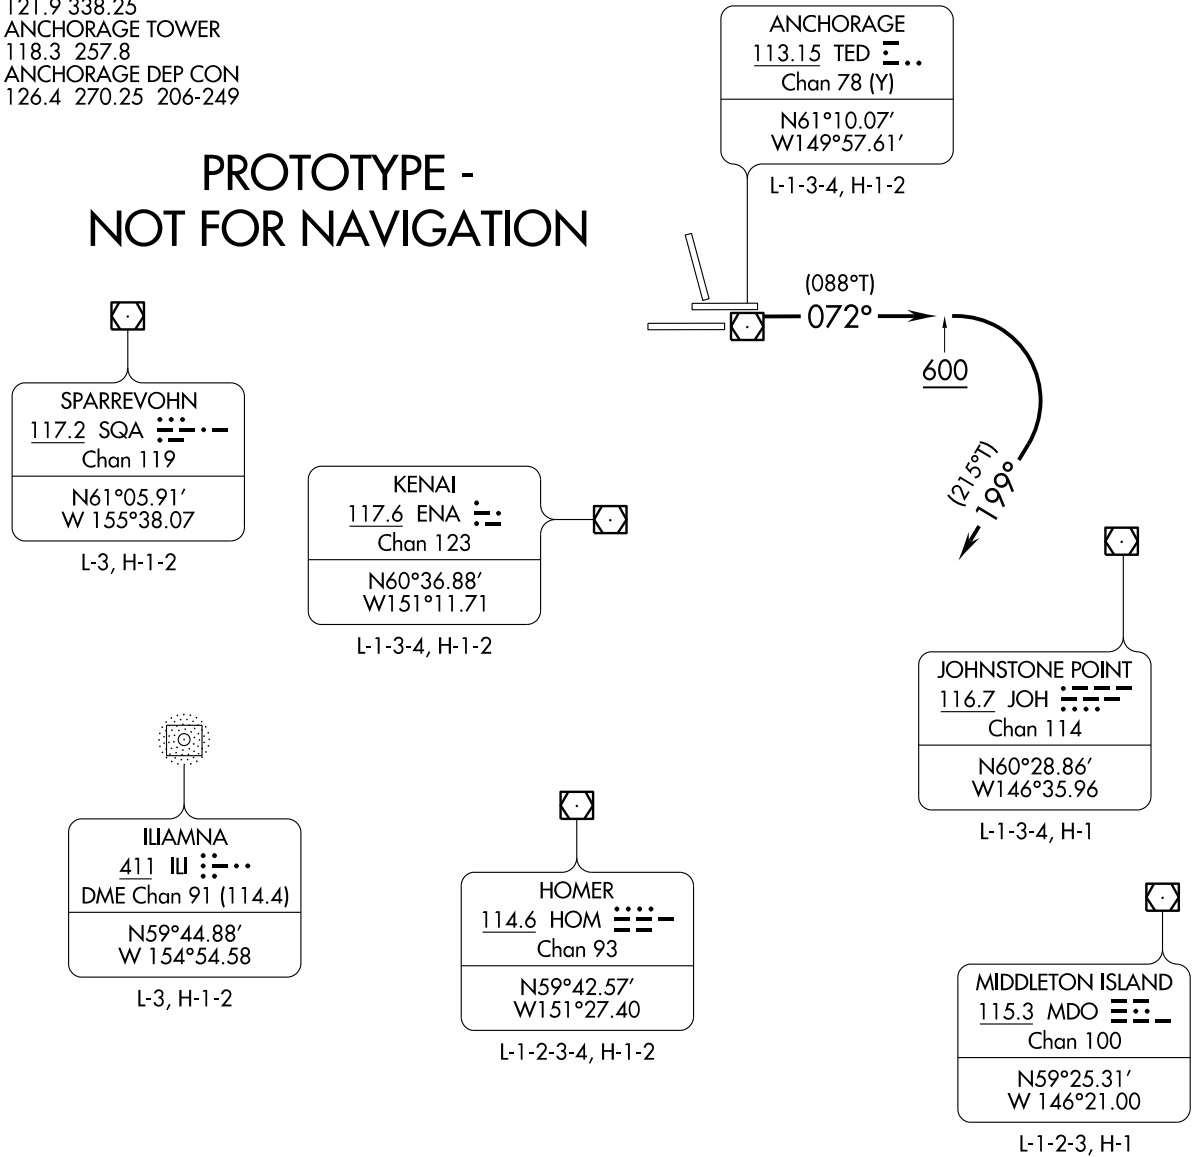 121.9 338.25
ANCHORAGE TOWER
118.3 257.8
ANCHORAGE DEP CON
126.4 270.25 206-249
PROTOTYPE -
NOT FOR NAVIGATION
ANCHORAGE
113.15 TED
Chan 78 (Y)
N61°10.07′
W149°57.61′
L-1-3-4, H-1-2
(088°T)
072°
600
(215°T)
199°
SPARREVOHN
117.2 SQA
Chan 119
N61°05.91′
W 155°38.07
L-3, H-1-2
KENAI
117.6 ENA
Chan 123
N60°36.88′
W151°11.71
L-1-3-4, H-1-2
JOHNSTONE POINT
116.7 JOH
Chan 114
N60°28.86′
W146°35.96
L-1-3-4, H-1
ILIAMNA
411 ILI
DME Chan 91 (114.4)
N59°44.88′
W 154°54.58
L-3, H-1-2
HOMER
114.6 HOM
Chan 93
N59°42.57′
W151°27.40
L-1-2-3-4, H-1-2
MIDDLETON ISLAND
115.3 MDO
Chan 100
N59°25.31′
W 146°21.00
L-1-2-3, H-1